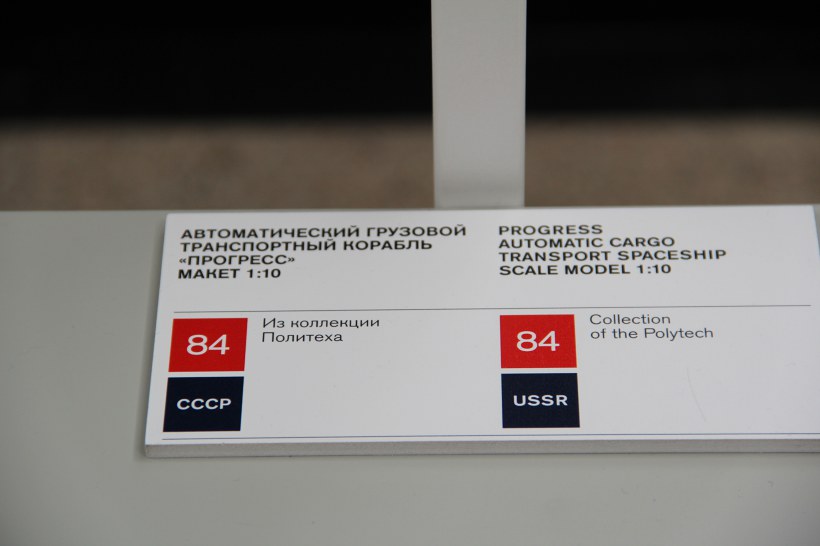 АВТОМАТИЧЕСКИЙ ГРУЗОВОЙ
ТРАНСПОРТНЫЙ КОРАБЛЬ
«ПРОГРЕСС»
МАКЕТ 1:10
84
Из коллекции
Политеха
СССР
PROGRESS
AUTOMATIC CARGO
TRANSPORT SPACESHIP
SCALE MODEL 1:10
84
Collection
of the Polytech
USSR